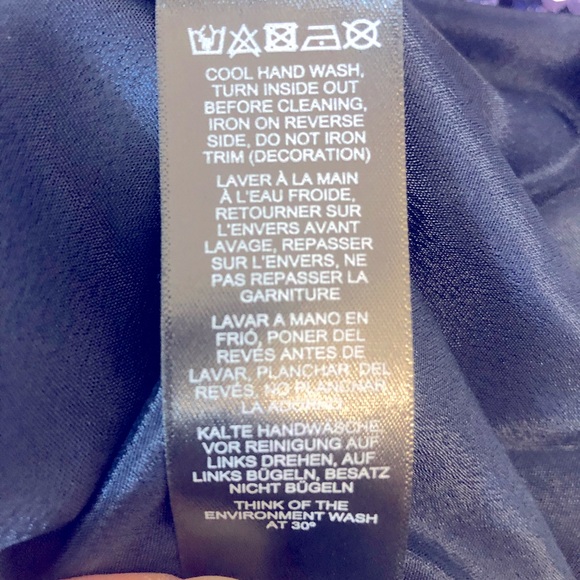 COOL HAND WASH,
TURN INSIDE OUT
BEFORE CLEANING,
IRON ON REVERSE
SIDE, DO NOT IRON
TRIM (DECORATION)
LAVER À LA MAIN
À L'EAU FROIDE,
RETOURNER SUR
L'ENVERS AVANT
LAVAGE, REPASSER
SUR L'ENVERS, NE
PAS REPASSER LA
GARNITURE
LAVAR A MANO EN
FRIÓ, PONER DEL
REVÉS ANTES DE
LAVAR, PLANCHAR DEL
REVÉS, NO PLANCHAR
LA
KALTE HANDWASCHE,
VOR REINIGUNG AUF
LINKS DREHEN, AUF
LINKS BÜGELN, BESATZ
NICHT BÜGELN
THINK OF THE
ENVIRONMENT WASH
AT 30°